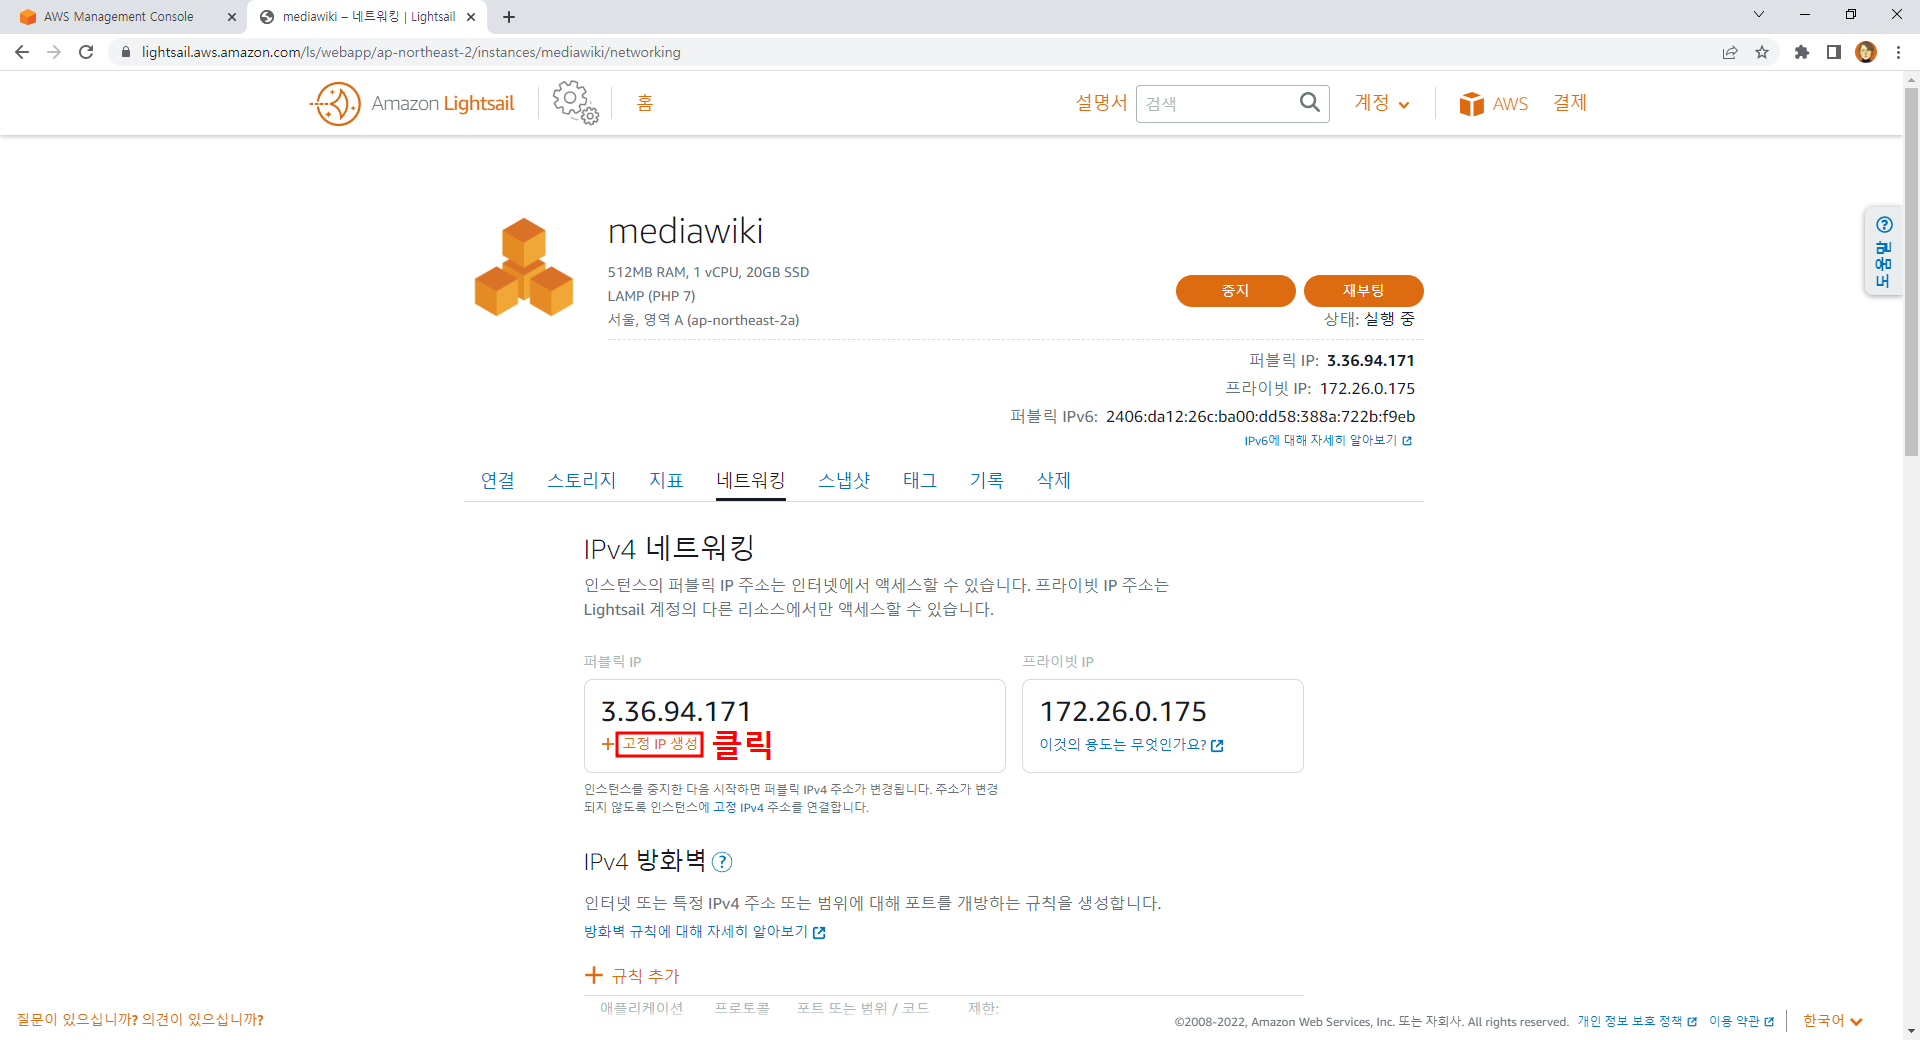 AWS Management Console
mediawiki – 네트워킹 | Lightsail
lightsail.aws.amazon.com/ls/webapp/ap-northeast-2/instances/mediawiki/networking
Amazon Lightsail
홈
설명서
검색
계정
AWS
결제
도움말
mediawiki
512MB RAM, 1 vCPU, 20GB SSD
LAMP (PHP 7)
서울, 영역 A (ap-northeast-2a)
중지
재부팅
상태: 실행 중
퍼블릭 IP: 3.36.94.171
프라이빗 IP: 172.26.0.175
퍼블릭 IPv6: 2406:da12:26c:ba00:dd58:388a:722b:f9eb
IPv6에 대해 자세히 알아보기
연결 스토리지 지표 네트워킹 스냅샷 태그 기록 삭제
IPv4 네트워킹
인스턴스의 퍼블릭 IP 주소는 인터넷에서 액세스할 수 있습니다. 프라이빗 IP 주소는
Lightsail 계정의 다른 리소스에서만 액세스할 수 있습니다.
퍼블릭 IP
3.36.94.171
+ 고정 IP 생성 클릭
프라이빗 IP
172.26.0.175
이것의 용도는 무엇인가요?
인스턴스를 중지한 다음 시작하면 퍼블릭 IPv4 주소가 변경됩니다. 주소가 변경
되지 않도록 인스턴스에 고정 IPv4 주소를 연결합니다.
IPv4 방화벽 ?
인터넷 또는 특정 IPv4 주소 또는 범위에 대해 포트를 개방하는 규칙을 생성합니다.
방화벽 규칙에 대해 자세히 알아보기
+ 규칙 추가
애플리케이션 프로토콜 포트 또는 범위 / 코드 제한:
질문이 있으십니까? 의견이 있으십니까?
©2008-2022, Amazon Web Services, Inc. 또는 자회사. All rights reserved. 개인 정보 보호 정책 이용 약관
한국어